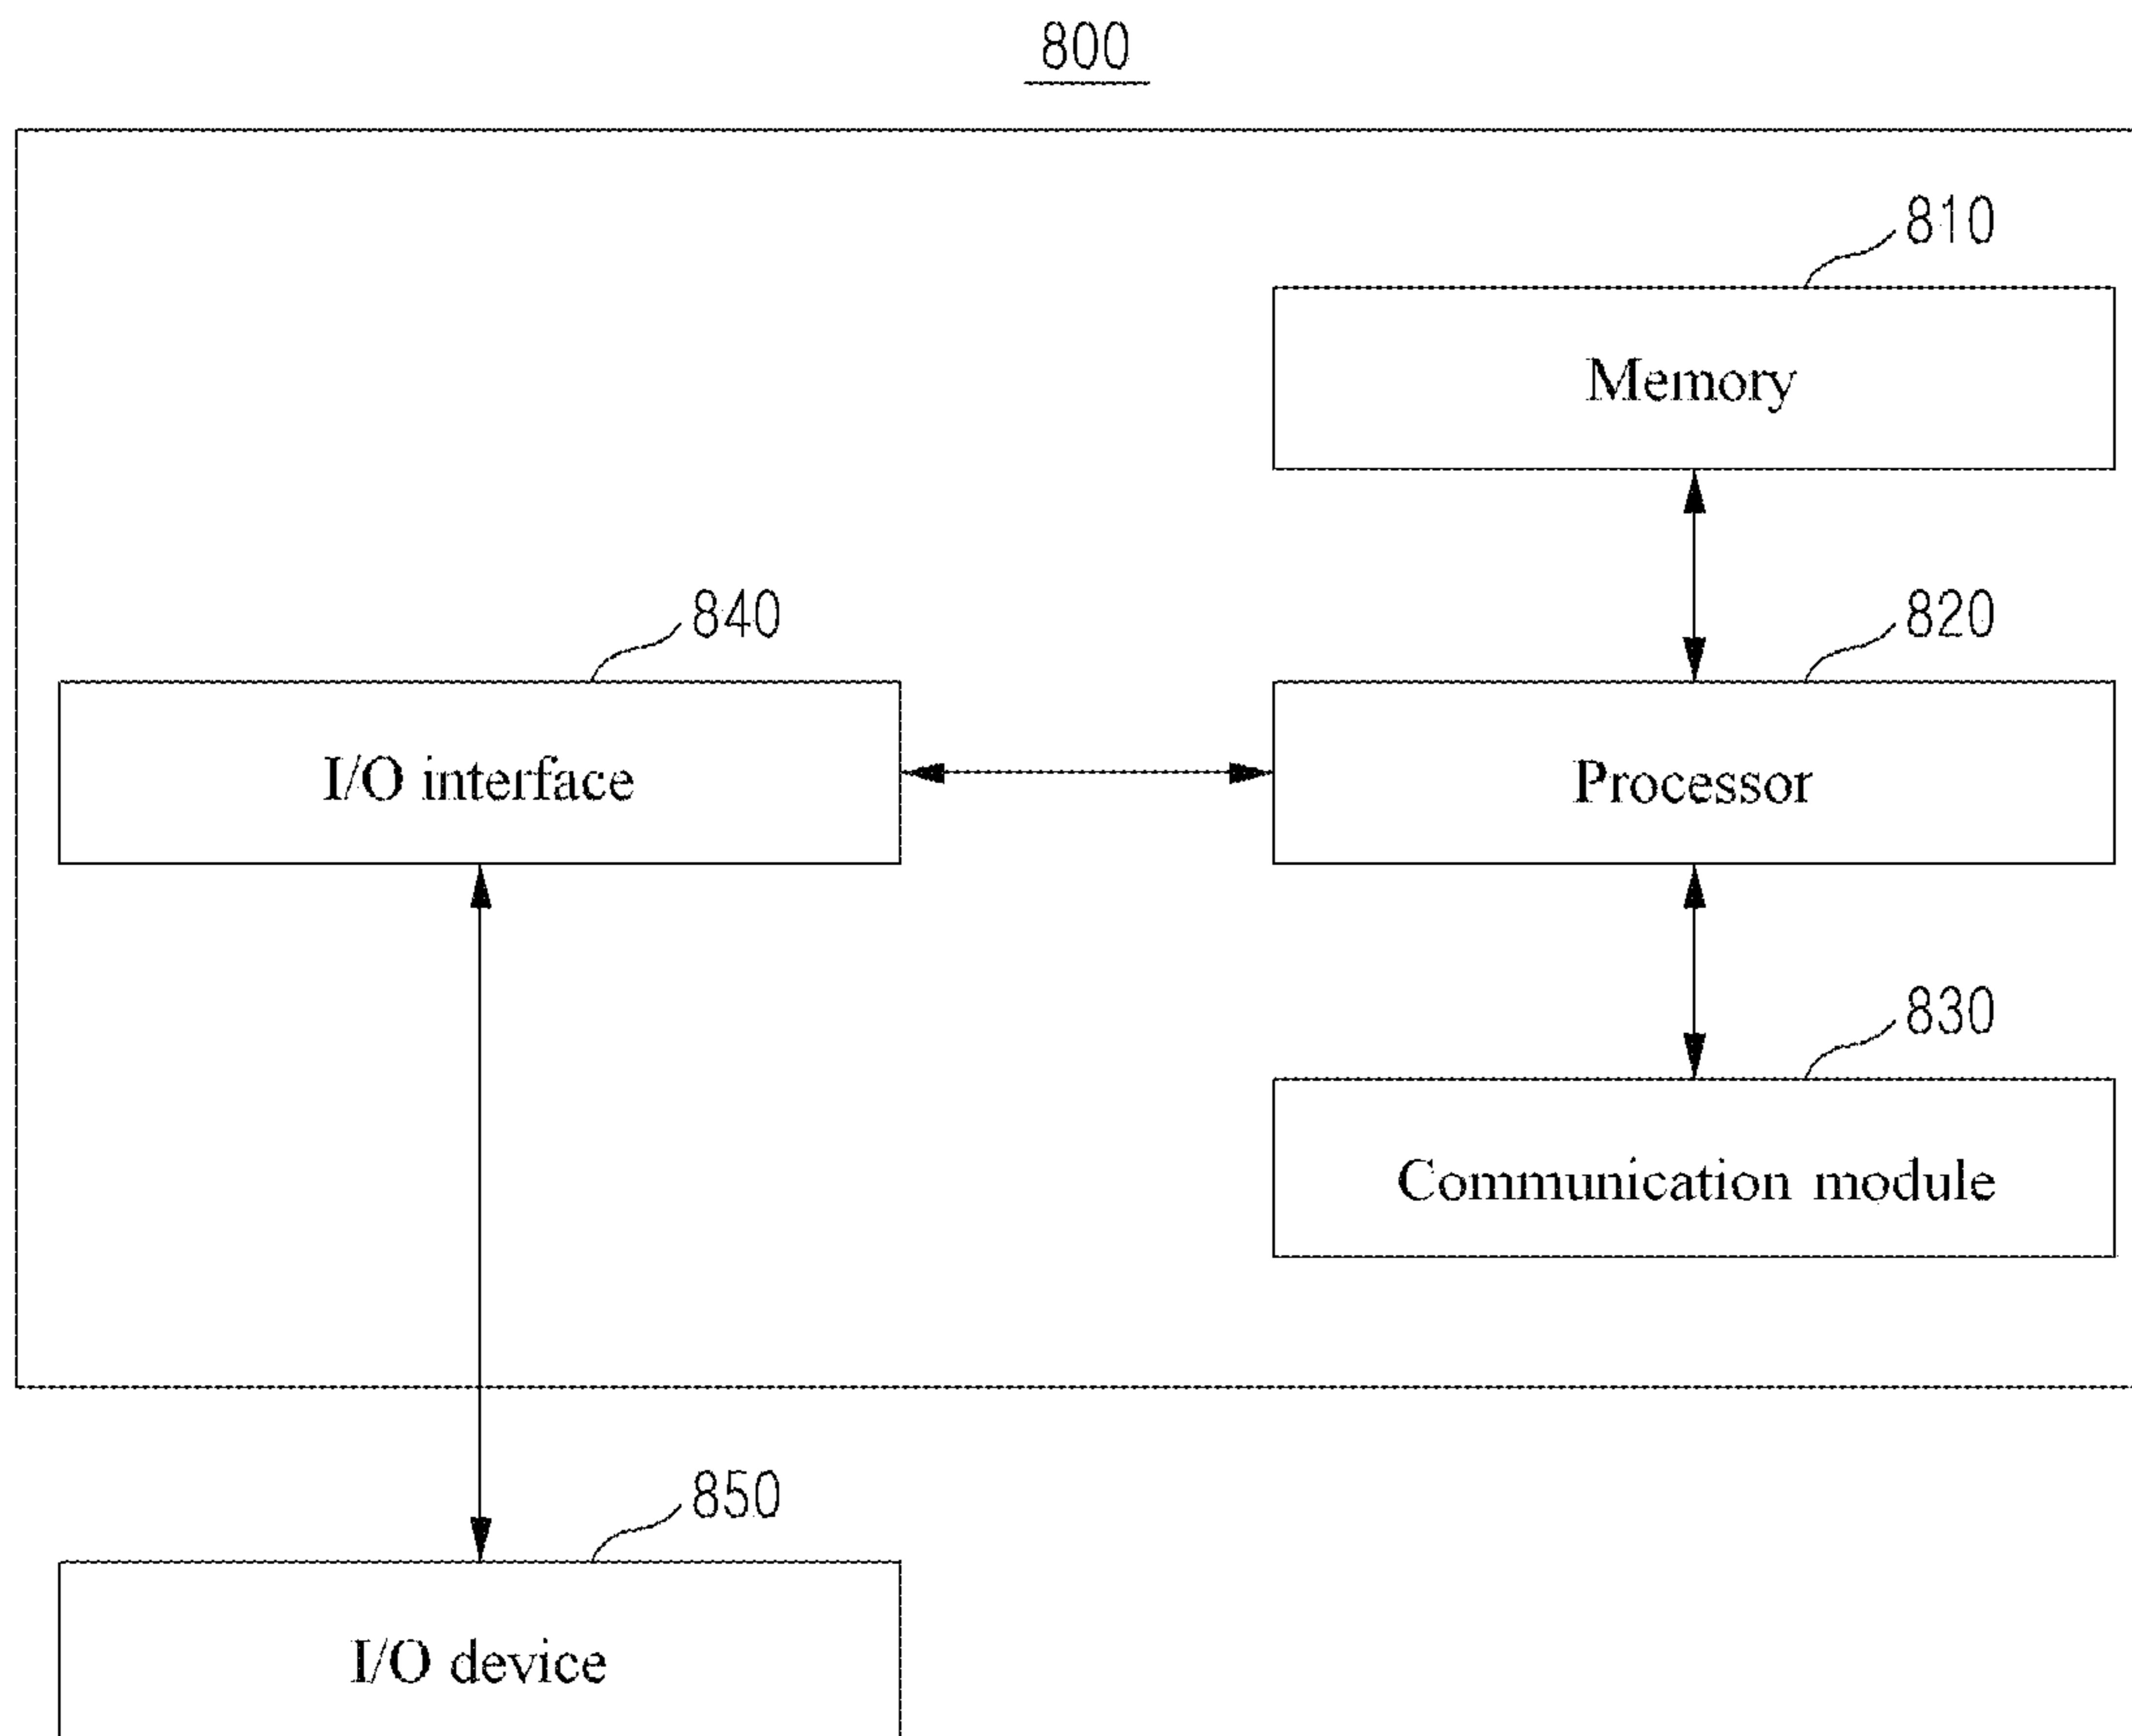 800
810
Memory
840
820
I/O interface
Processor
830
Communication module
850
I/O device